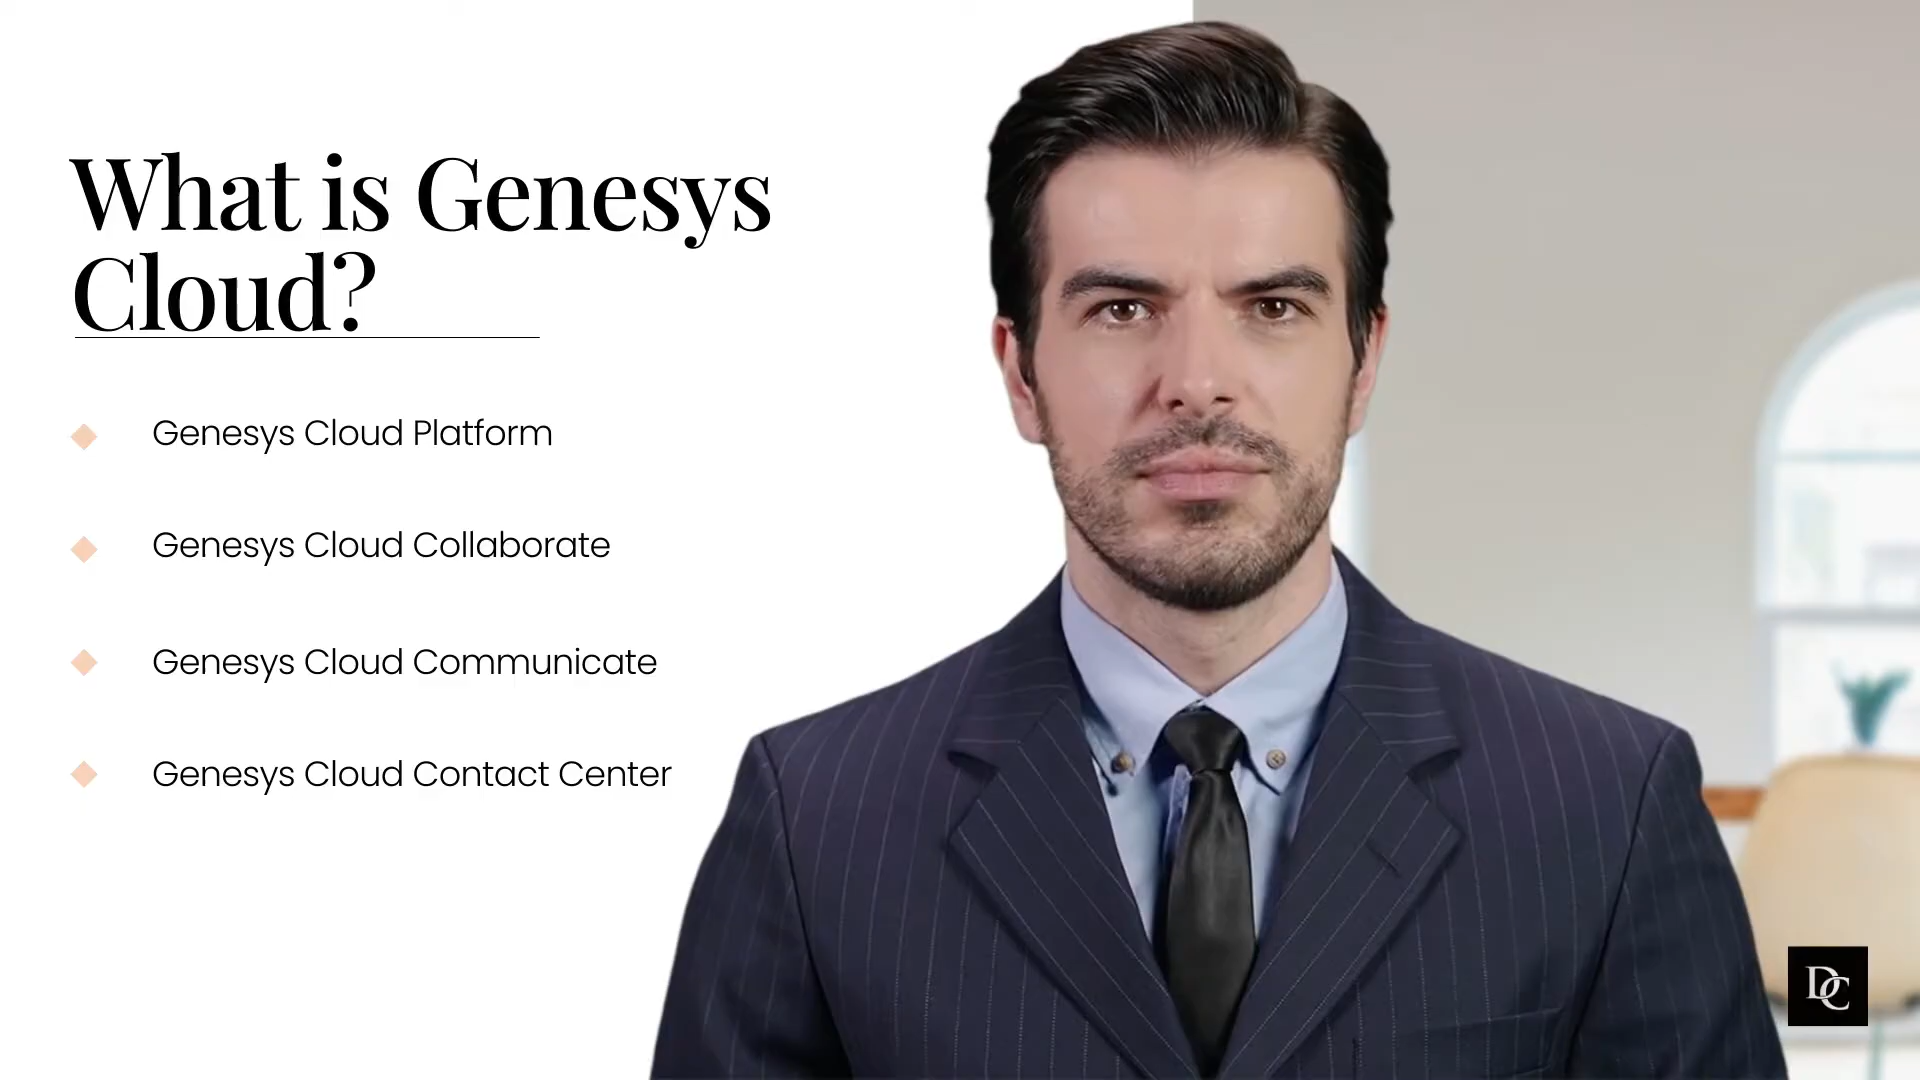 What is Genesys
Cloud?
Genesys Cloud Platform
Genesys Cloud Collaborate
Genesys Cloud Communicate
Genesys Cloud Contact Center
DC